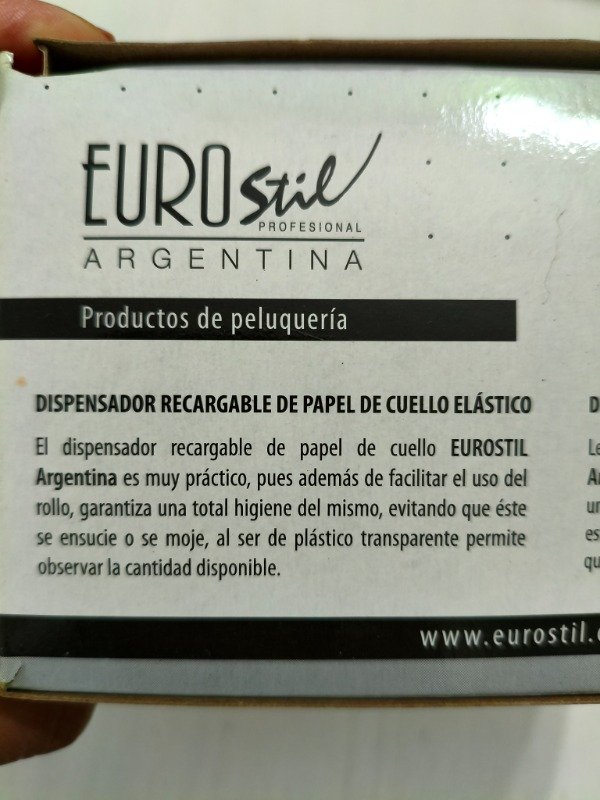 EUROStil
PROFESIONAL
ARGENTINA
Productos de peluquería
DISPENSADOR RECARGABLE DE PAPEL DE CUELLO ELÁSTICO
El dispensador recargable de papel de cuello EUROSTIL
Argentina es muy práctico, pues además de facilitar el uso del
rollo, garantiza una total higiene del mismo, evitando que éste
se ensucie o se moje, al ser de plástico transparente permite
observar la cantidad disponible.
www.eurostil.